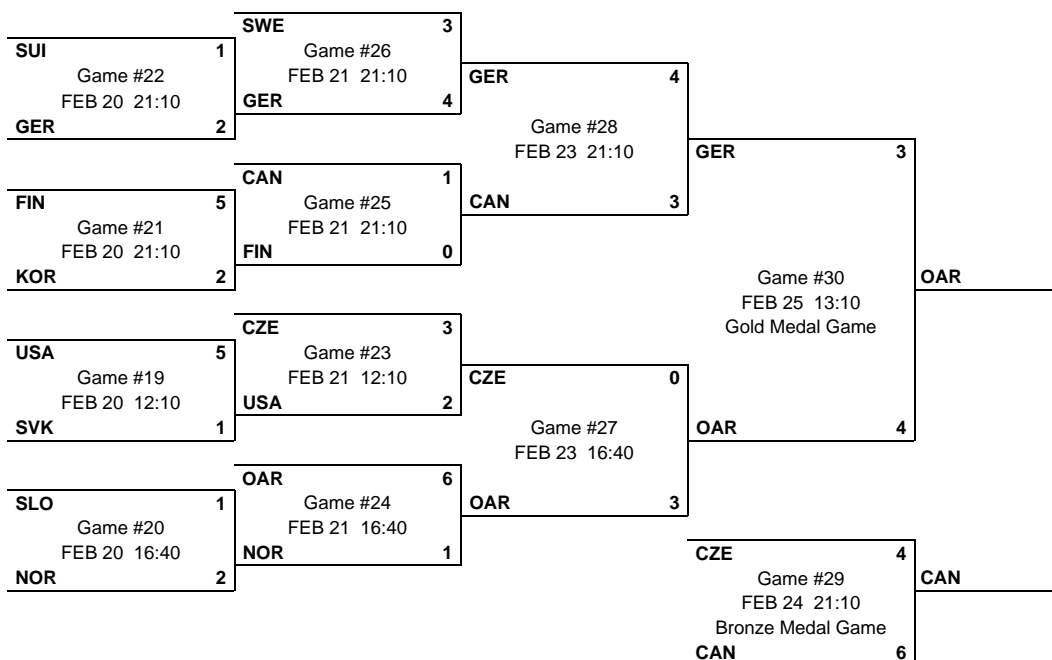 SUI 1
Game #22
FEB 20 21:10
GER 2
FIN 5
Game #21
FEB 20 21:10
KOR 2
USA 5
Game #19
FEB 20 12:10
SVK 1
SLO 1
Game #20
FEB 20 16:40
NOR 2
SWE 3
Game #26
FEB 21 21:10
GER 4
CAN 1
Game #25
FEB 21 21:10
FIN 0
CZE 3
Game #23
FEB 21 12:10
USA 2
OAR 6
Game #24
FEB 21 16:40
NOR 1
GER 4
Game #28
FEB 23 21:10
CAN 3
CZE 0
Game #27
FEB 23 16:40
OAR 3
GER 3
Game #30
FEB 25 13:10
Gold Medal Game
OAR 4
OAR
CZE 4
Game #29
FEB 24 21:10
Bronze Medal Game
CAN 6
CAN